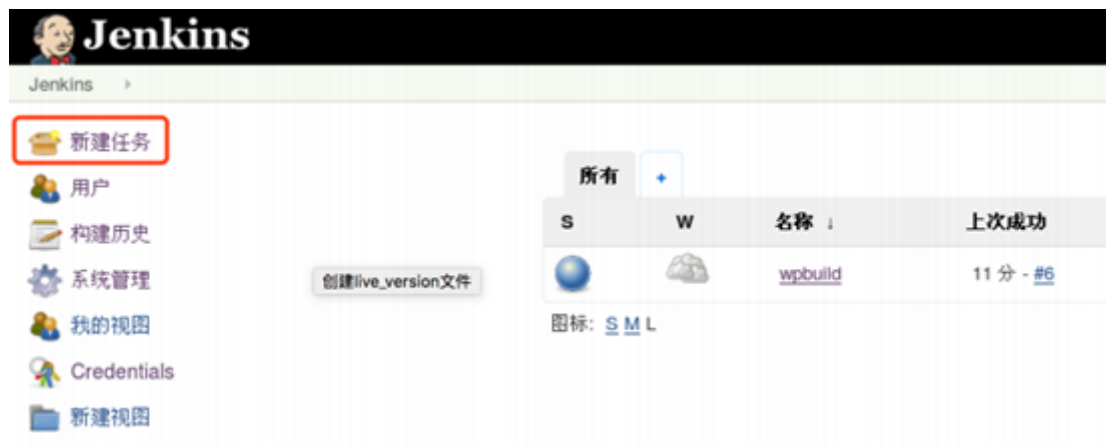 Jenkins
Jenkins
新建任务
用户
构建历史
系统管理
我的视图
Credentials
新建视图
创建live_version文件
所有 +
S W 名称 ↓ 上次成功
wpbuild 11 分 - #6
图标: S M L